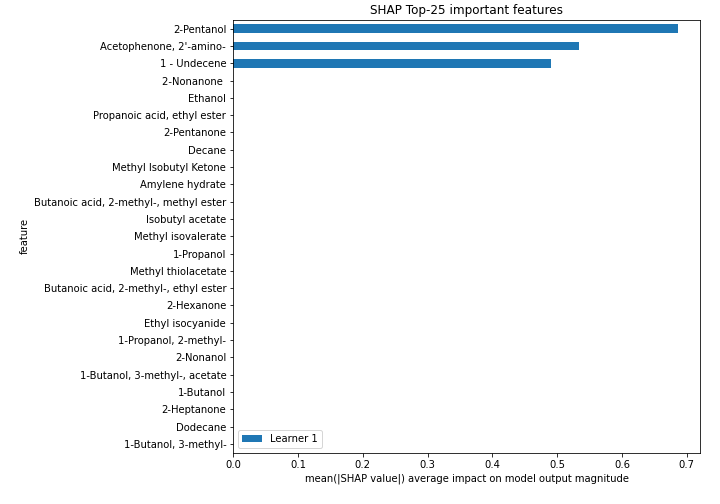 SHAP Top-25 important features
2-Pentanol
Acetophenone, 2'-amino-
1 - Undecene
2-Nonanone
Ethanol
Propanoic acid, ethyl ester
2-Pentanone
Decane
Methyl Isobutyl Ketone
Amylene hydrate
Butanoic acid, 2-methyl-, methyl ester
Isobutyl acetate
Methyl isovalerate
1-Propanol
Methyl thiolacetate
Butanoic acid, 2-methyl-, ethyl ester
2-Hexanone
Ethyl isocyanide
1-Propanol, 2-methyl-
2-Nonanol
1-Butanol, 3-methyl-, acetate
1-Butanol
2-Heptanone
Dodecane
1-Butanol, 3-methyl-
feature
Learner 1
0.0 0.1 0.2 0.3 0.4 0.5 0.6 0.7
mean(|SHAP value|) average impact on model output magnitude